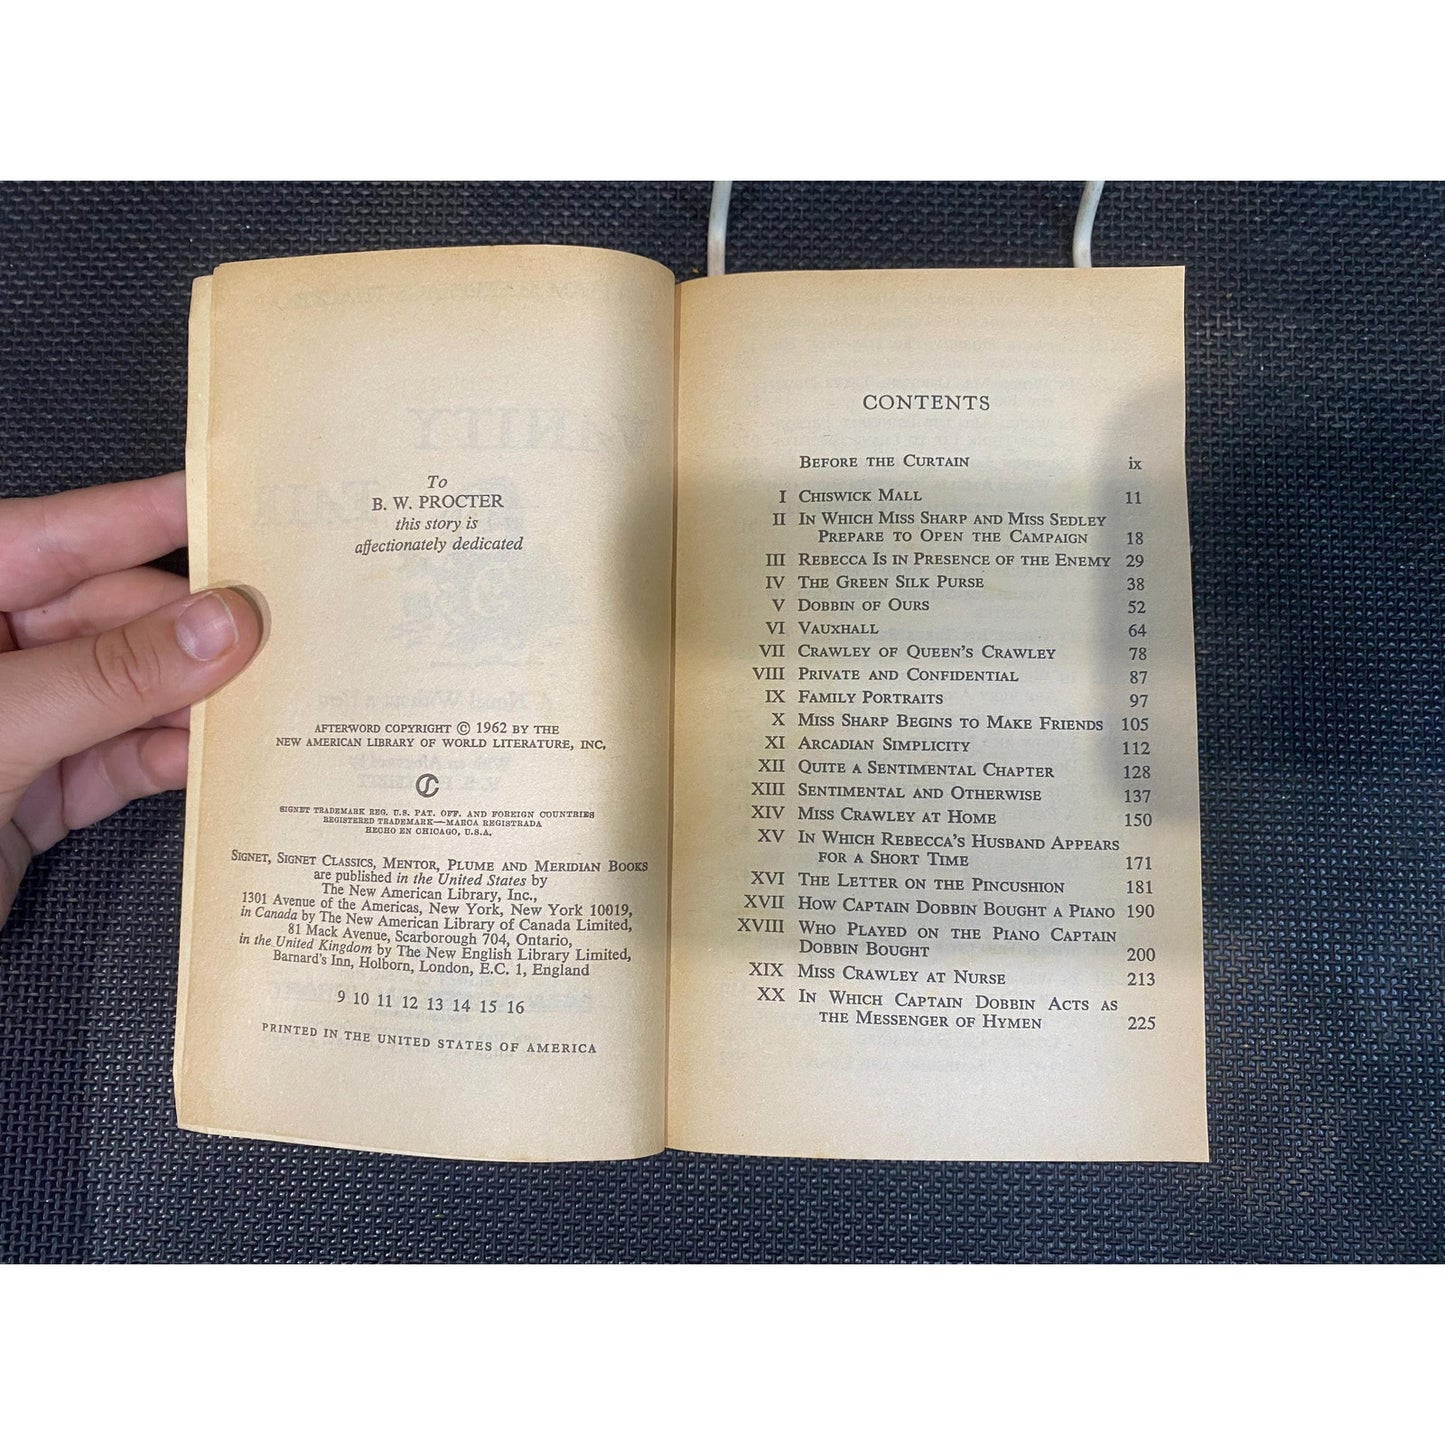 To
B. W. PROCTER
this story is
affectionately dedicated
AFTERWORD COPYRIGHT © 1962 BY THE
NEW AMERICAN LIBRARY OF WORLD LITERATURE, INC.
SIGNET TRADEMARK REG. U.S. PAT. OFF. AND FOREIGN COUNTRIES
REGISTERED TRADEMARK—MARCA REGISTRADA
HECHO EN CHICAGO, U.S.A.
SIGNET, SIGNET CLASSICS, MENTOR, PLUME AND MERIDIAN BOOKS
are published in the United States by
The New American Library, Inc.,
1301 Avenue of the Americas, New York, New York 10019,
in Canada by The New American Library of Canada Limited,
81 Mack Avenue, Scarborough 704, Ontario,
in the United Kingdom by The New English Library Limited,
Barnard's Inn, Holborn, London, E.C. 1, England
9 10 11 12 13 14 15 16
PRINTED IN THE UNITED STATES OF AMERICA
CONTENTS
BEFORE THE CURTAIN ix
I CHISWICK MALL 11
II IN WHICH MISS SHARP AND MISS SEDLEY
PREPARE TO OPEN THE CAMPAIGN 18
III REBECCA IS IN PRESENCE OF THE ENEMY 29
IV THE GREEN SILK PURSE 38
V DOBBIN OF OURS 52
VI VAUXHALL 64
VII CRAWLEY OF QUEEN'S CRAWLEY 78
VIII PRIVATE AND CONFIDENTIAL 87
IX FAMILY PORTRAITS 97
X MISS SHARP BEGINS TO MAKE FRIENDS 105
XI ARCADIAN SIMPLICITY 112
XII QUITE A SENTIMENTAL CHAPTER 128
XIII SENTIMENTAL AND OTHERWISE 137
XIV MISS CRAWLEY AT HOME 150
XV IN WHICH REBECCA'S HUSBAND APPEARS
FOR A SHORT TIME 171
XVI THE LETTER ON THE PINCUSHION 181
XVII HOW CAPTAIN DOBBIN BOUGHT A PIANO 190
XVIII WHO PLAYED ON THE PIANO CAPTAIN
DOBBIN BOUGHT 200
XIX MISS CRAWLEY AT NURSE 213
XX IN WHICH CAPTAIN DOBBIN ACTS AS
THE MESSENGER OF HYMEN 225